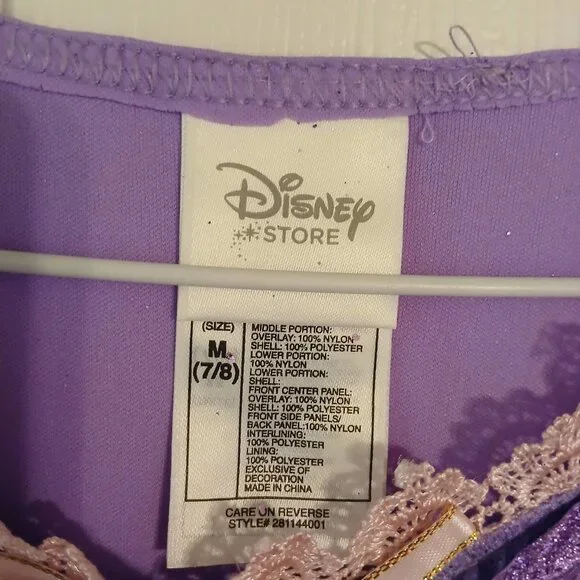 Disney
STORE
(SIZE)
M
(7/8)
MIDDLE PORTION:
OVERLAY: 100% NYLON
SHELL: 100% POLYESTER
LOWER PORTION:
100% NYLON
LOWER PORTION:
SHELL:
FRONT CENTER PANEL:
OVERLAY: 100% NYLON
SHELL: 100% POLYESTER
FRONT SIDE PANELS/
BACK PANEL:100% NYLON
INTERLINING:
100% POLYESTER
LINING:
100% POLYESTER
EXCLUSIVE OF
DECORATION
MADE IN CHINA
CARE ON REVERSE
STYLE# 281144001